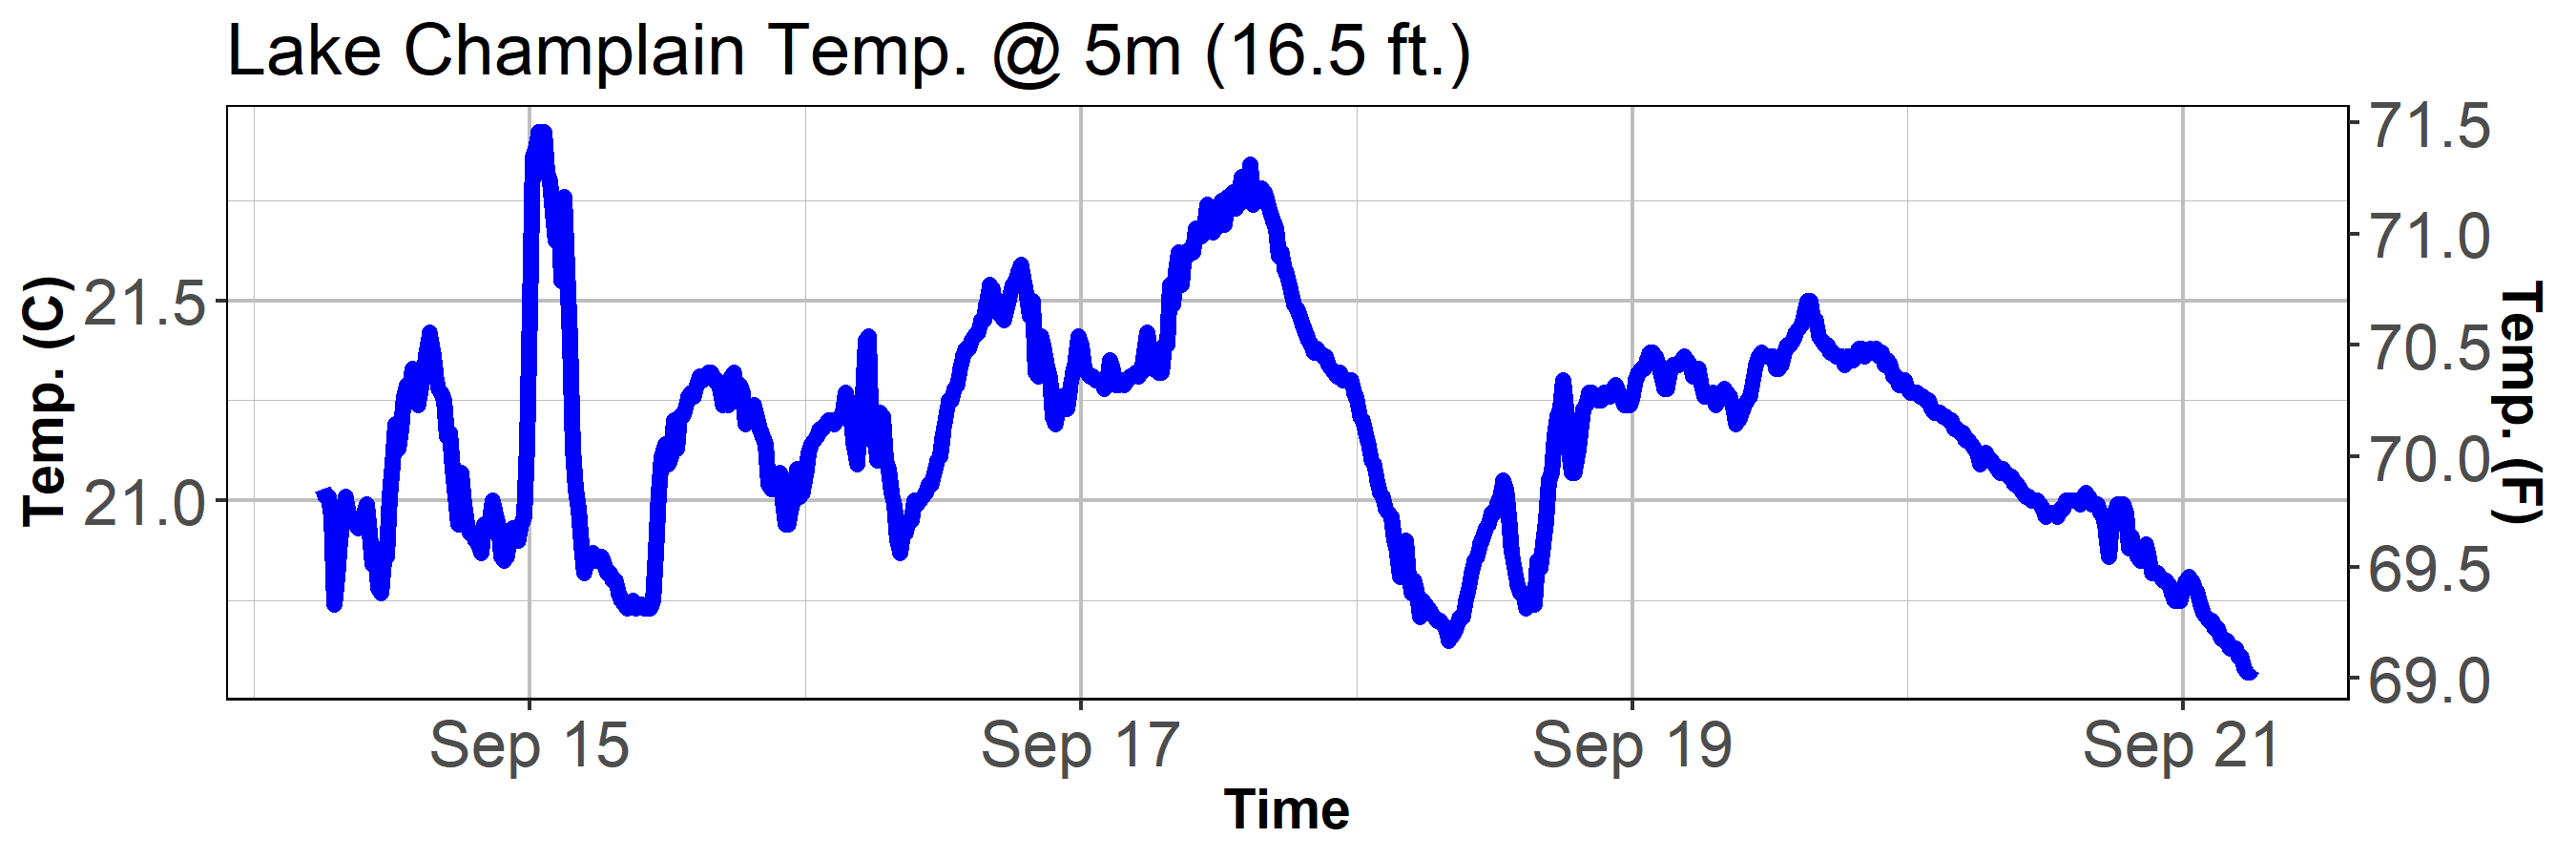 Lake Champlain Temp. @ 5m (16.5 ft.)
Temp. (C)
21.5
21.0
71.5
71.0
70.5
70.0
69.5
69.0
Temp. (F)
Sep 15 Sep 17 Sep 19 Sep 21
Time